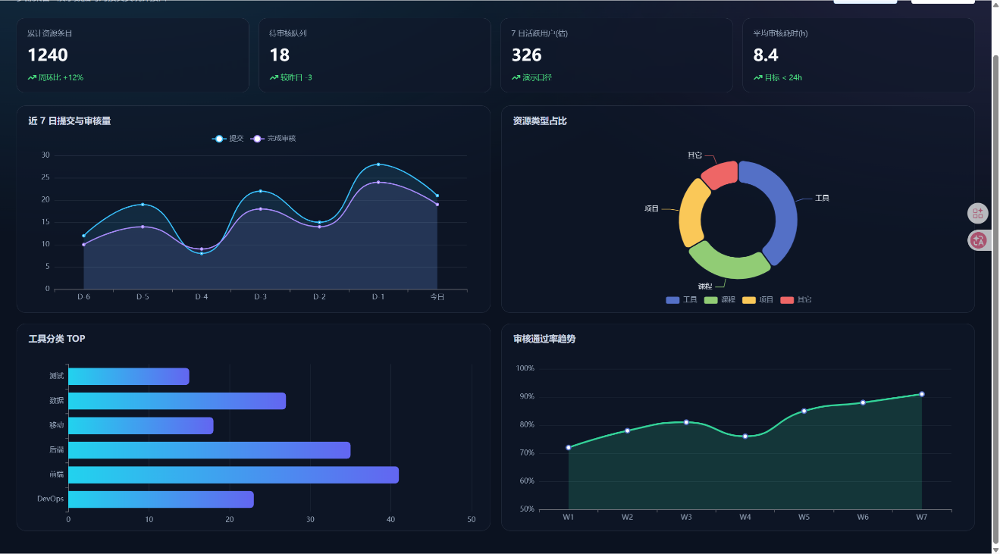 累计资源条目
1240
周环比 +12%
待审核队列
18
较昨日 -3
7 日活跃用户(估)
326
演示口径
平均审核耗时(h)
8.4
目标 < 24h
近 7 日提交与审核量
提交 完成审核
30
25
20
15
10
5
0
D-6 D-5 D-4 D-3 D-2 D-1 今日
资源类型占比
其它
工具
项目
课程
工具 课程 项目 其它
工具分类 TOP
测试
数据
移动
后端
前端
DevOps
0 10 20 30 40 50
审核通过率趋势
100%
90%
80%
70%
60%
50%
W1 W2 W3 W4 W5 W6 W7